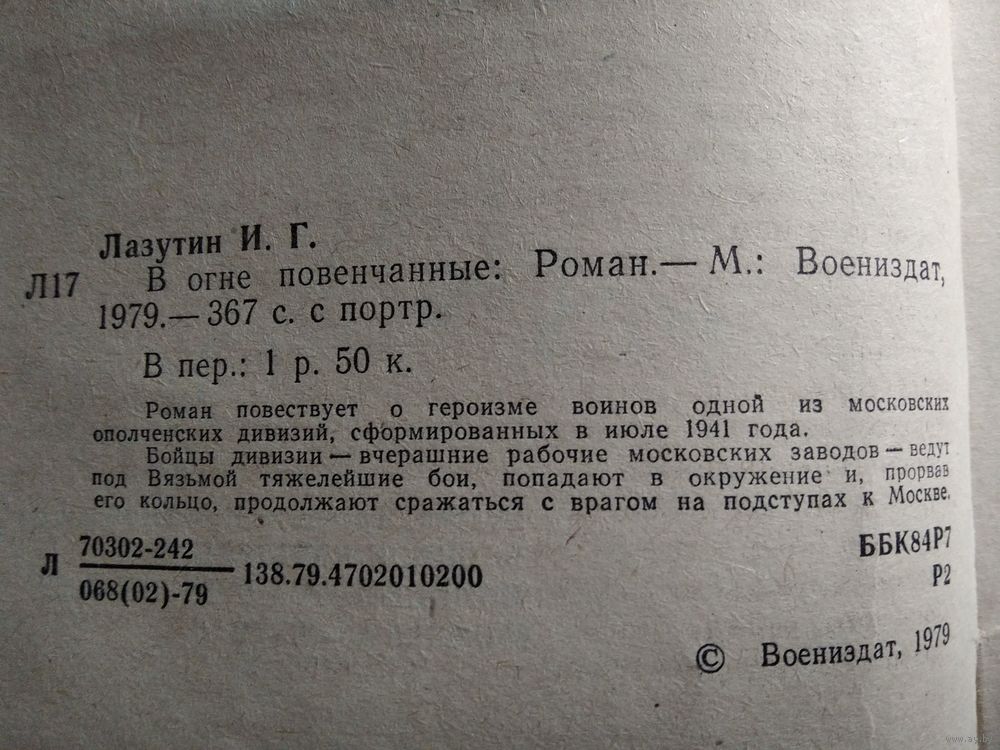 Лазутин И. Г.
Л17 В огне повенчанные: Роман.— М.: Воениздат,
1979.— 367 с. с портр.
В пер.: 1 р. 50 к.
Роман повествует о героизме воинов одной из московских
ополченских дивизий, сформированных в июле 1941 года.
Бойцы дивизии — вчерашние рабочие московских заводов — ведут
под Вязьмой тяжелейшие бои, попадают в окружение и, прорвав
его кольцо, продолжают сражаться с врагом на подступах к Москве.
70302-242
Л 138.79.4702010200
068(02)-79
ББК84Р7
Р2
© Воениздат, 1979